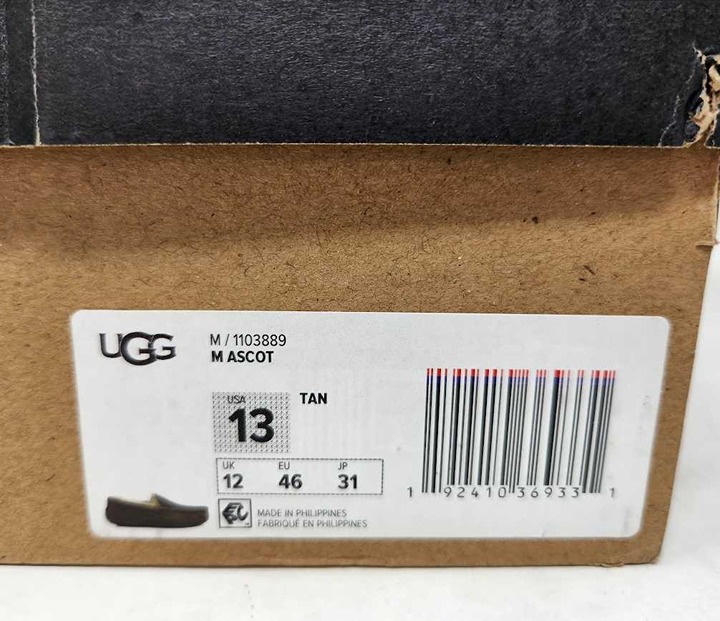 UGG
M / 1103889
M ASCOT
USA
13
TAN
UK EU JP
12 46 31
MADE IN PHILIPPINES
FABRIQUÉ EN PHILIPPINES
1 92410 36933 1